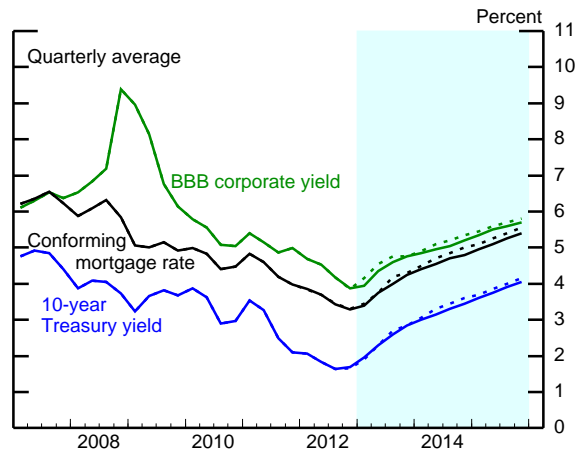 Percent
Quarterly average
BBB corporate yield
Conforming
mortgage rate
10-year
Treasury yield
11
10
9
8
7
6
5
4
3
2
1
0
2008 2010 2012 2014